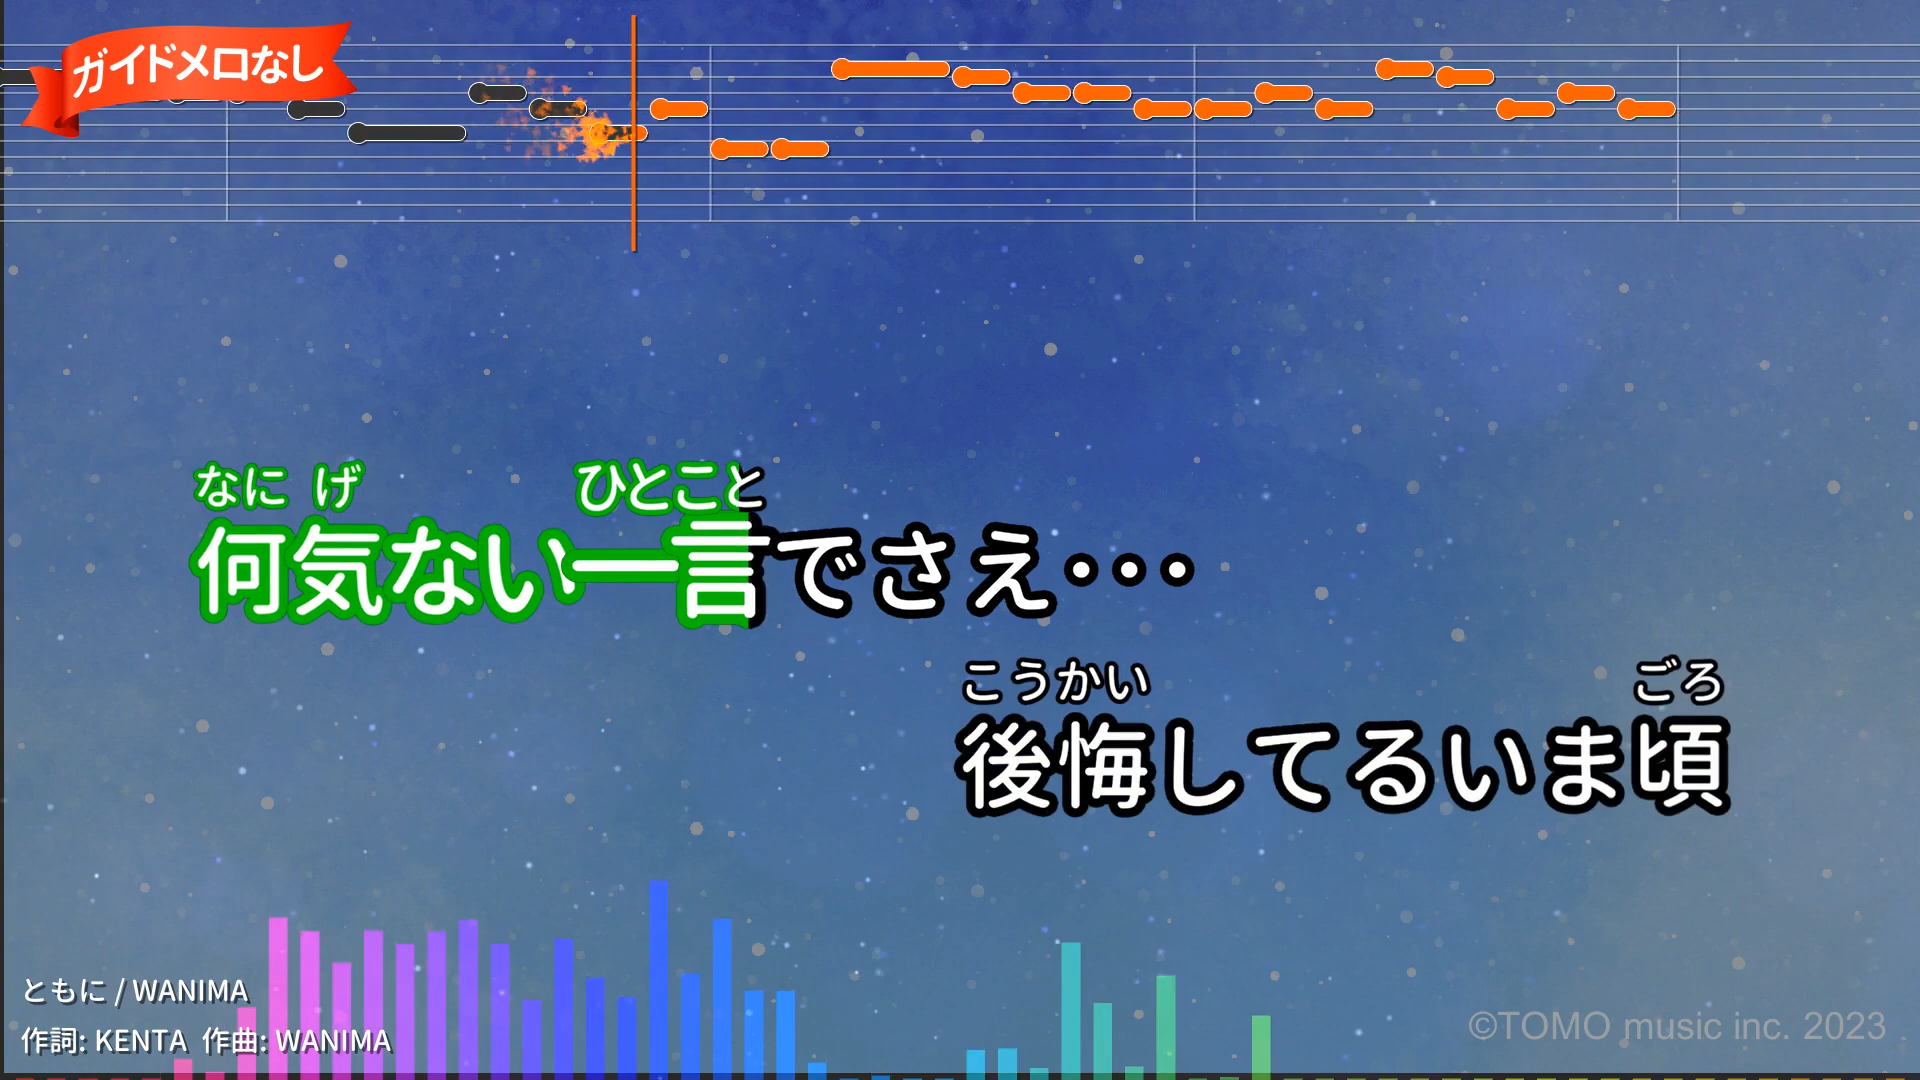 ガイドメロなし
なに げ ひとこと
何気ない一言でさえ･･･
こうかい ごろ
後悔してるいま頃
ともに / WANIMA
作詞: KENTA 作曲: WANIMA
©TOMO music inc. 2023